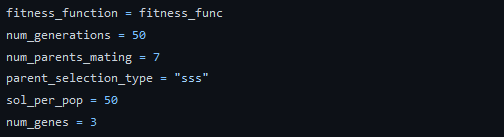 fitness_function = fitness_func
num_generations = 50
num_parents_mating = 7
parent_selection_type = "sss"
sol_per_pop = 50
num_genes = 3